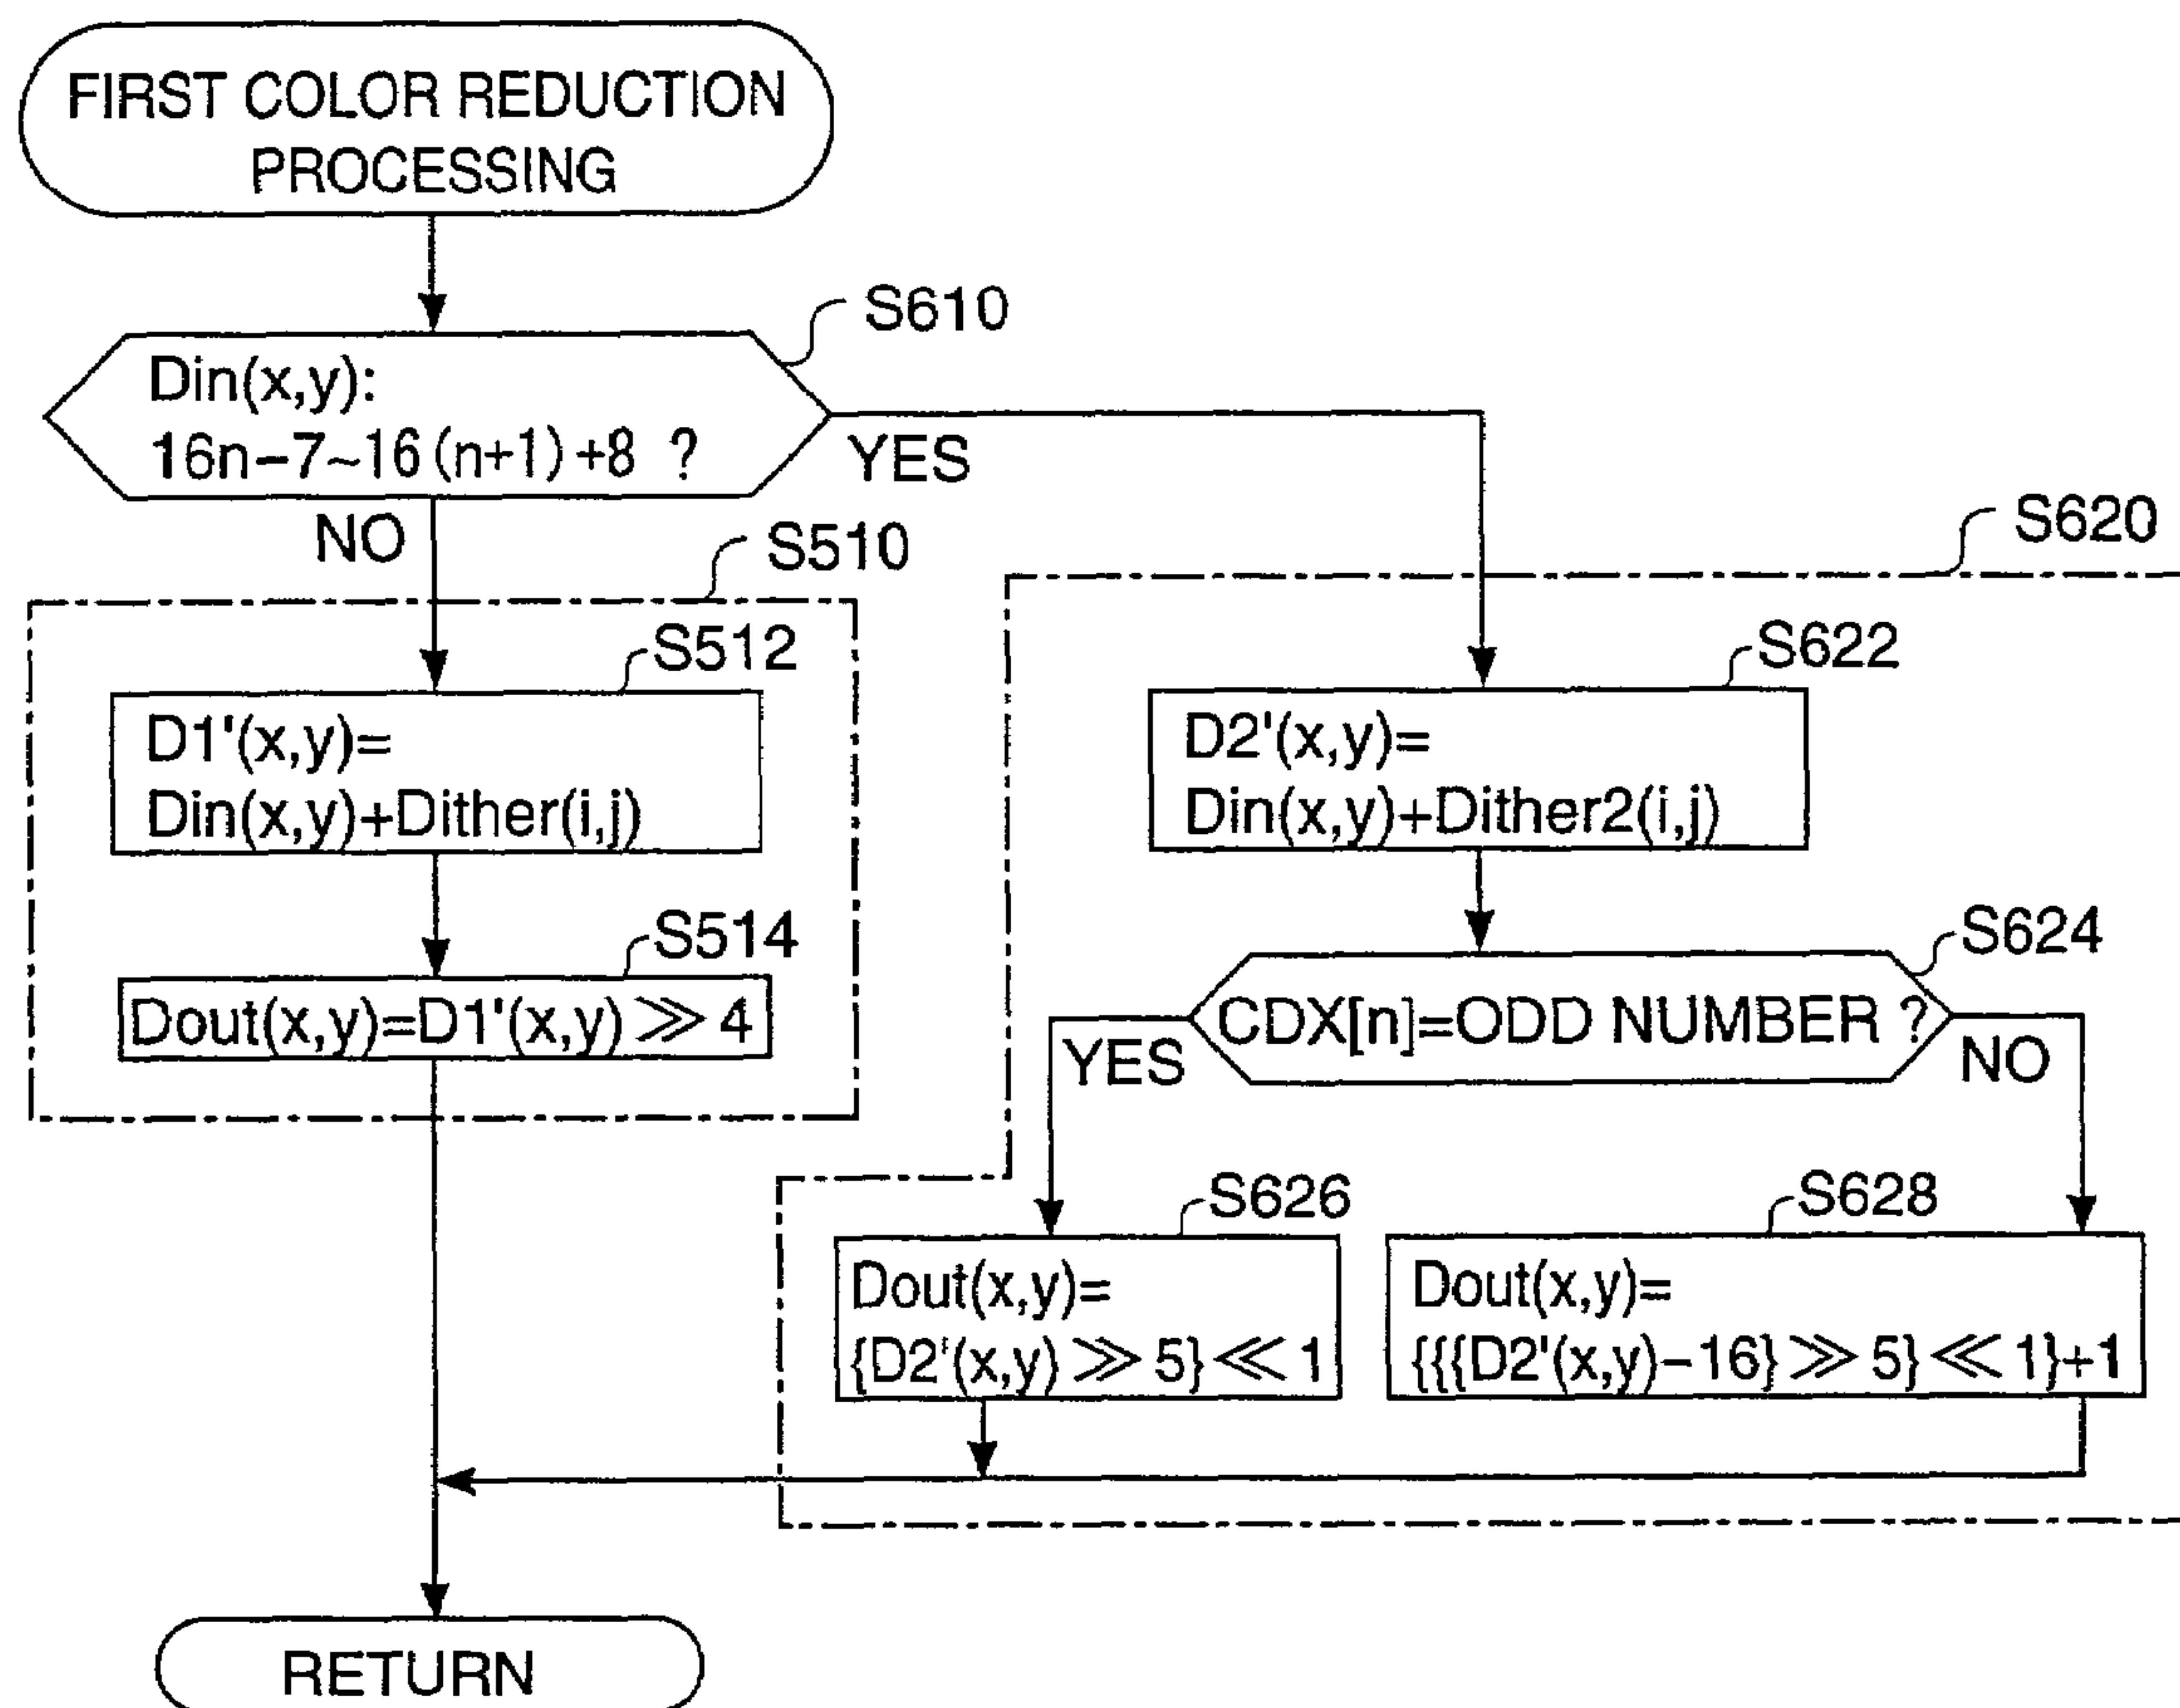 FIRST COLOR REDUCTION
PROCESSING
S610
Din(x,y):
16n−7~16(n+1)+8 ?
YES
NO
S510
S620
S512
D1'(x,y)=
Din(x,y)+Dither(i,j)
S622
D2'(x,y)=
Din(x,y)+Dither2(i,j)
S514
Dout(x,y)=D1'(x,y)≫4
S624
CDX[n]=ODD NUMBER ?
YES
NO
S626
Dout(x,y)=
{D2'(x,y)≫5}≪1
S628
Dout(x,y)=
{{{D2'(x,y)−16}≫5}≪1}+1
RETURN